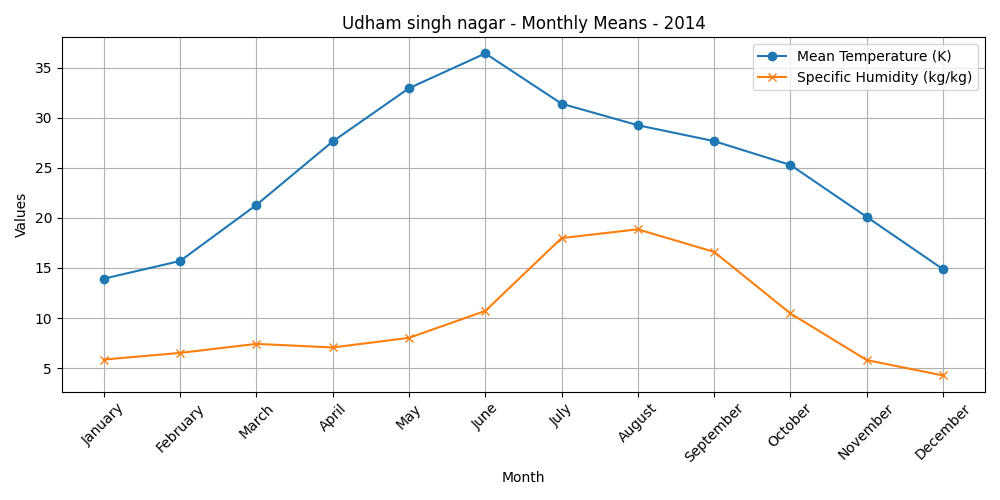 Udham singh nagar - Monthly Means - 2014
Mean Temperature (K)
Specific Humidity (kg/kg)
Values
35
30
25
20
15
10
5
January
February
March
April
May
June
July
August
September
October
November
December
Month